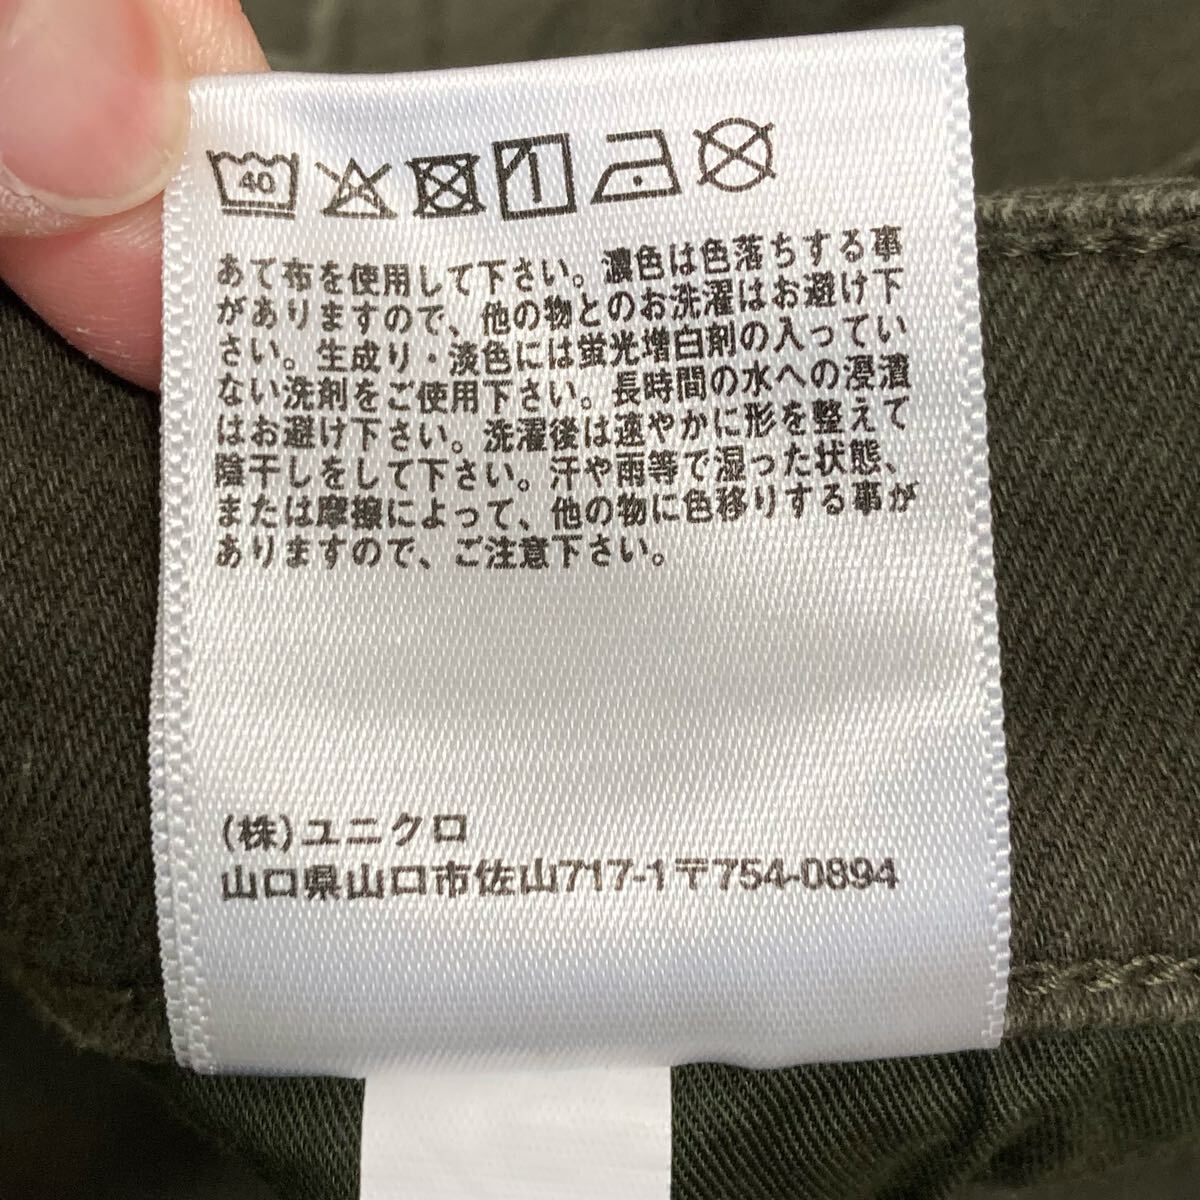 40
あて布を使用して下さい。濃色は色落ちする事
がありますので、他の物とのお洗濯はお避け下
さい。生成り・淡色には蛍光増白剤の入ってい
ない洗剤をご使用下さい。長時間の水への浸漬
はお避け下さい。洗濯後は速やかに形を整えて
陰干しをして下さい。汗や雨等で湿った状態、
または摩擦によって、他の物に色移りする事が
ありますので、ご注意下さい。
(株)ユニクロ
山口県山口市佐山717-1〒754-0894